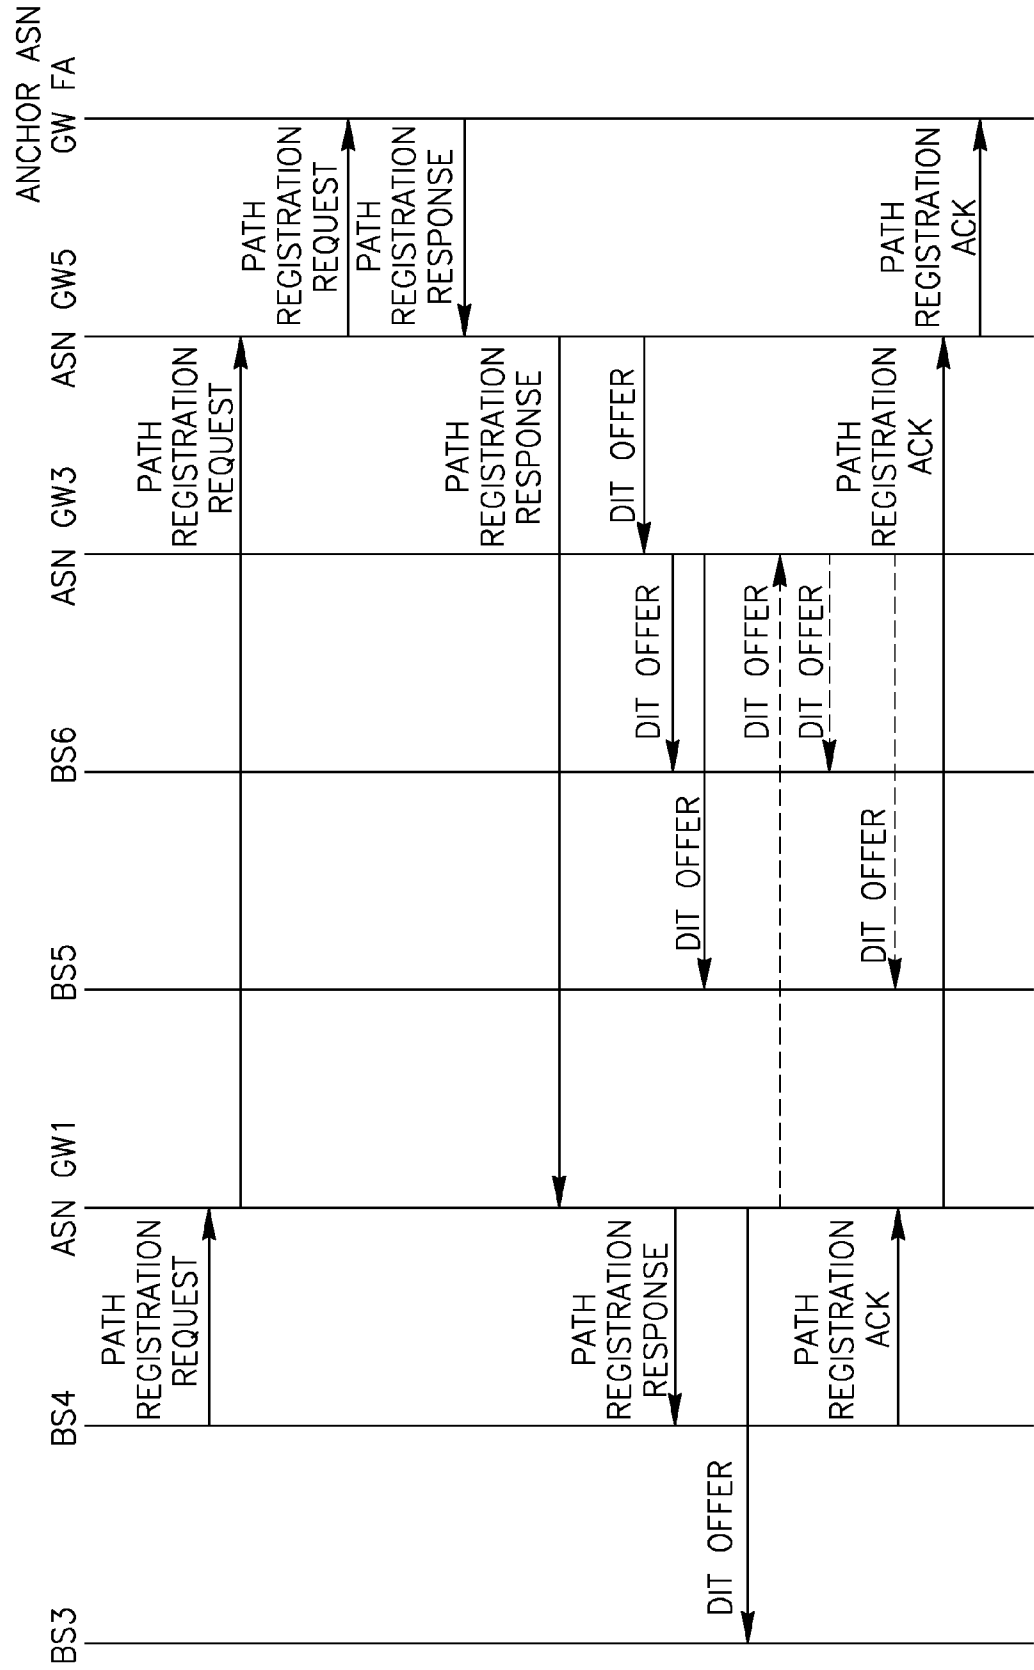 BS3
BS4
ASN GW1
BS5
BS6
ASN GW3
ASN GW5
ANCHOR ASN
GW FA
PATH
REGISTRATION
REQUEST
PATH
REGISTRATION
REQUEST
PATH
REGISTRATION
REQUEST
PATH
REGISTRATION
RESPONSE
PATH
REGISTRATION
RESPONSE
PATH
REGISTRATION
RESPONSE
DIT OFFER
DIT OFFER
DIT OFFER
DIT OFFER
DIT OFFER
DIT OFFER
DIT OFFER
PATH
REGISTRATION
ACK
PATH
REGISTRATION
ACK
PATH
REGISTRATION
ACK